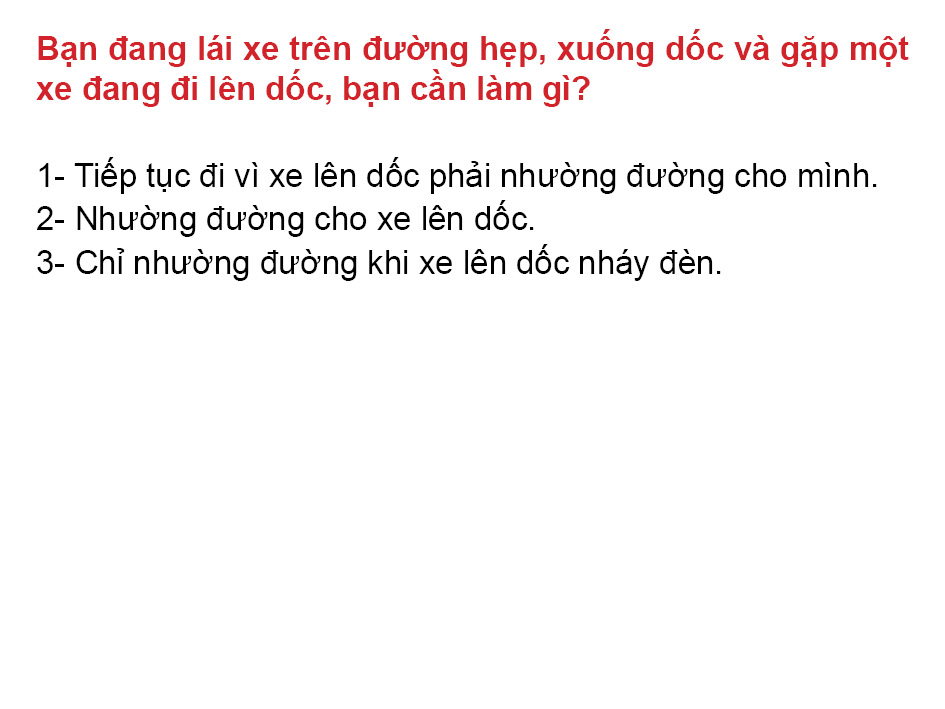 Bạn đang lái xe trên đường hẹp, xuống dốc và gặp một
xe đang đi lên dốc, bạn cần làm gì?
1- Tiếp tục đi vì xe lên dốc phải nhường đường cho mình.
2- Nhường đường cho xe lên dốc.
3- Chỉ nhường đường khi xe lên dốc nháy đèn.